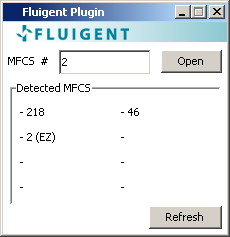 Fluigent Plugin
FLUIGENT
MFCS # 2 Open
Detected MFCS
- 218 - 46
- 2 (EZ) -
- -
- -
Refresh